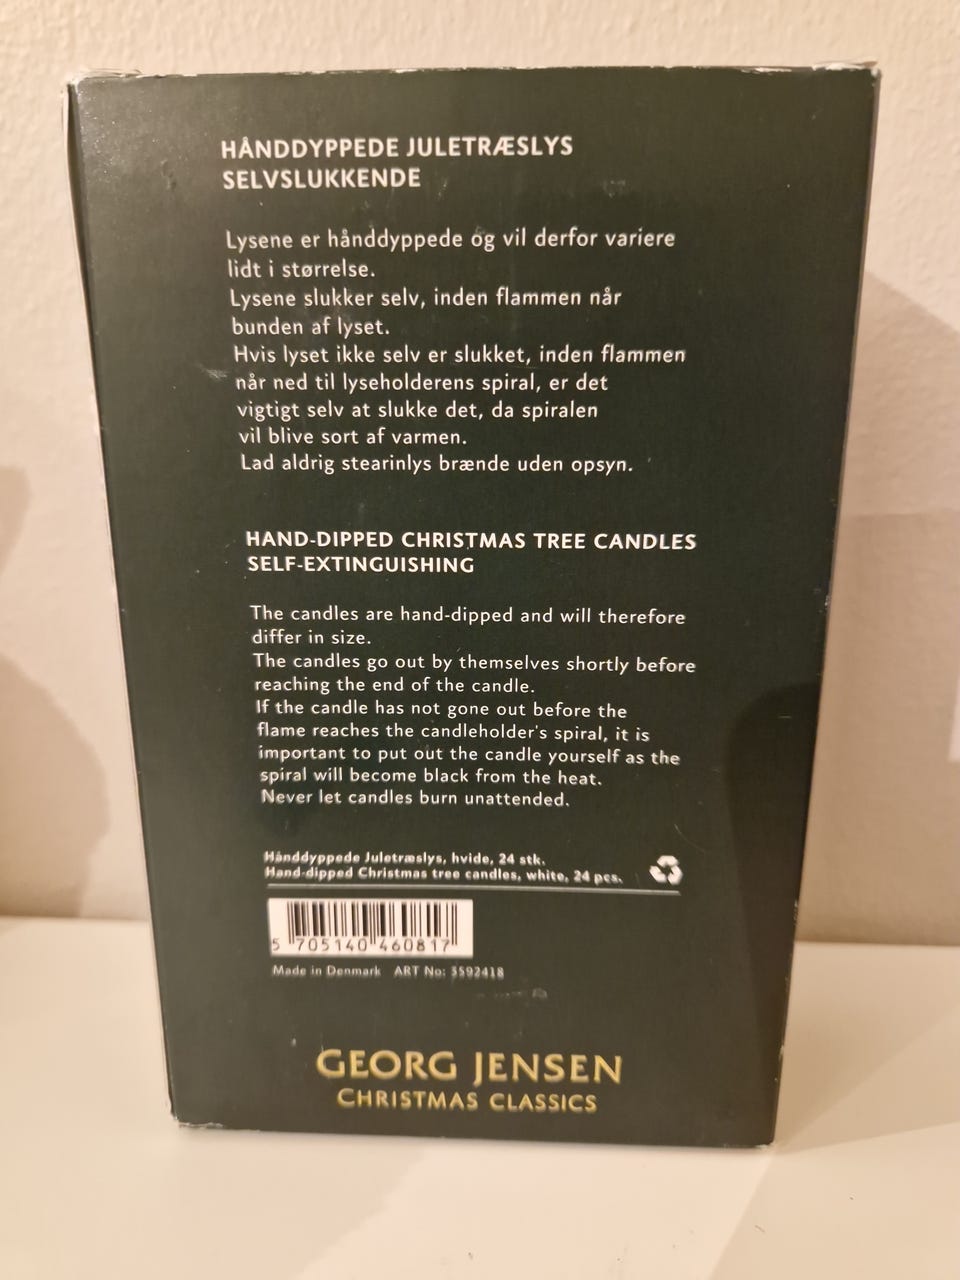 HÅNDDYPPEDE JULETRÆSLYS
SELVSLUKKENDE
Lysene er hånddyppede og vil derfor variere
lidt i størrelse.
Lysene slukker selv, inden flammen når
bunden af lyset.
Hvis lyset ikke selv er slukket, inden flammen
når ned til lyseholderens spiral, er det
vigtigt selv at slukke det, da spiralen
vil blive sort af varmen.
Lad aldrig stearinlys brænde uden opsyn.
HAND-DIPPED CHRISTMAS TREE CANDLES
SELF-EXTINGUISHING
The candles are hand-dipped and will therefore
differ in size.
The candles go out by themselves shortly before
reaching the end of the candle.
If the candle has not gone out before the
flame reaches the candleholder's spiral, it is
important to put out the candle yourself as the
spiral will become black from the heat.
Never let candles burn unattended.
Hånddyppede Juletræslys, hvide, 24 stk.
Hand-dipped Christmas tree candles, white, 24 pcs.
5 705140 460817
Made in Denmark ART No: 3592418
GEORG JENSEN
CHRISTMAS CLASSICS